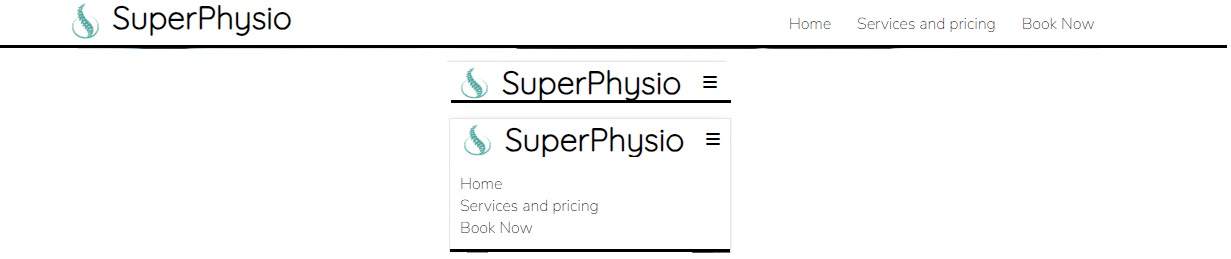 SuperPhysio Home Services and pricing Book Now
SuperPhysio
SuperPhysio
Home
Services and pricing
Book Now